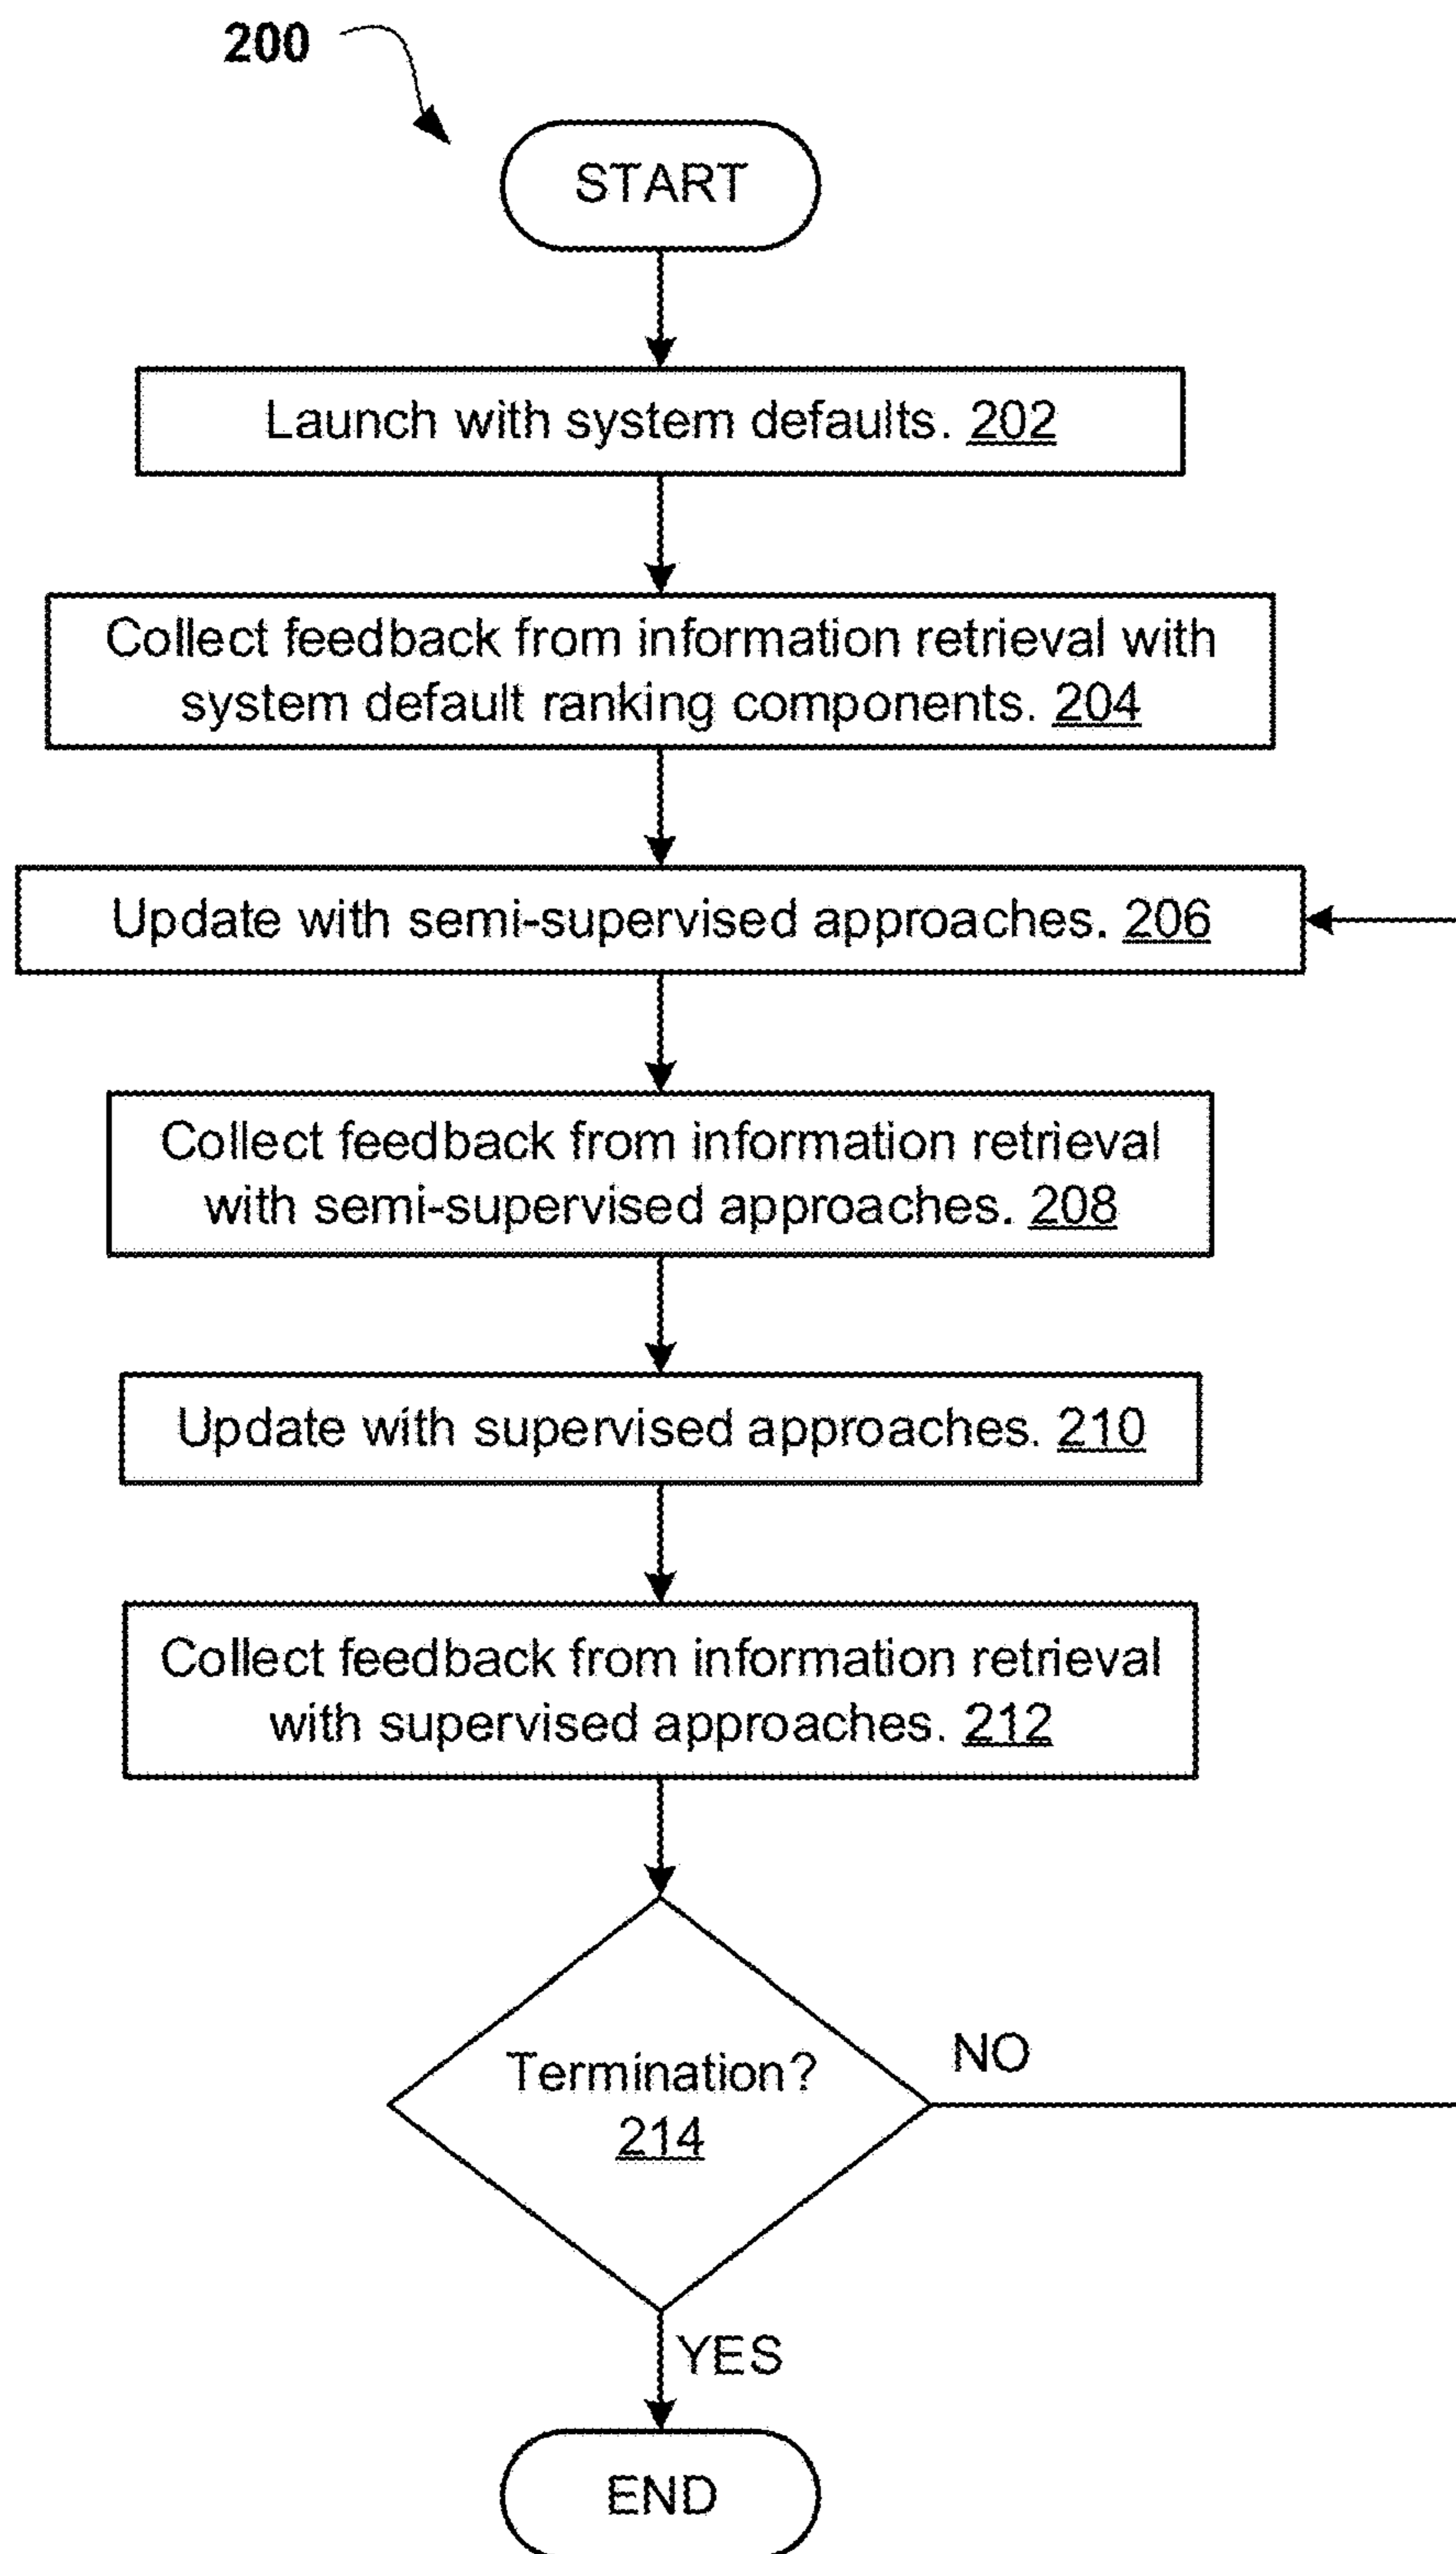 200
START
Launch with system defaults. 202
Collect feedback from information retrieval with
system default ranking components. 204
Update with semi-supervised approaches. 206
Collect feedback from information retrieval
with semi-supervised approaches. 208
Update with supervised approaches. 210
Collect feedback from information retrieval
with supervised approaches. 212
Termination?
214
NO
YES
END